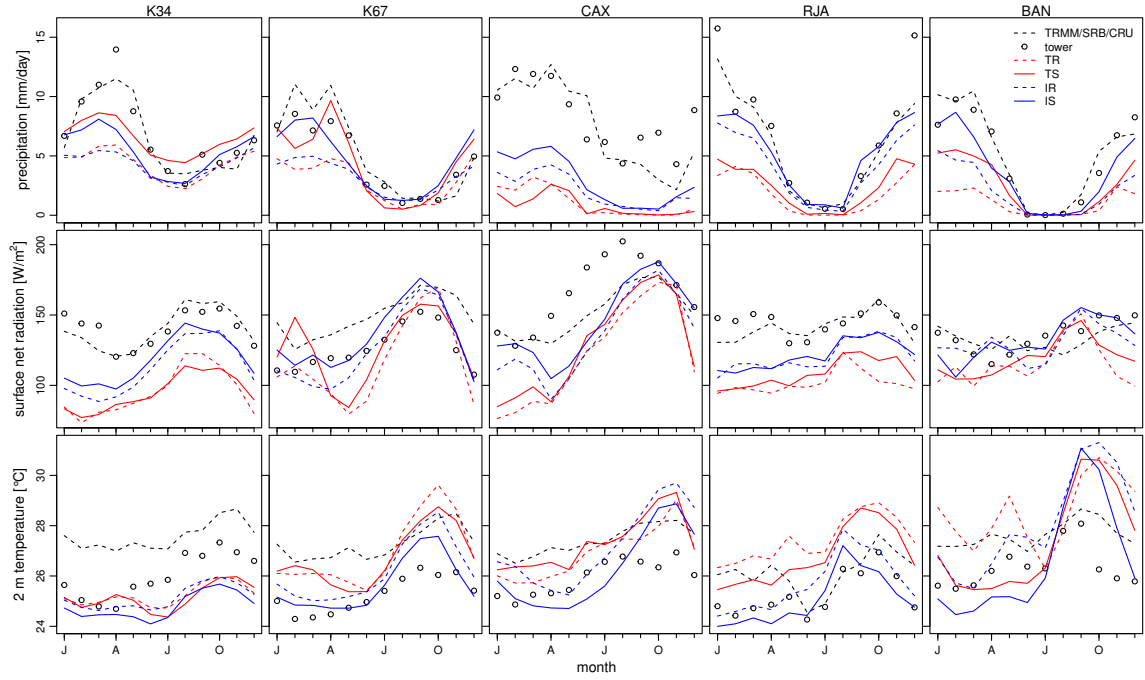 K34 K67 CAX RJA BAN
precipitation [mm/day]
15
10
5
0
TRMM/SRB/CRU
tower
TR
TS
IR
IS
surface net radiation [W/m²]
200
150
100
2 m temperature [°C]
30
28
26
24
J A J O J A J O J A J O J A J O J A J O
month